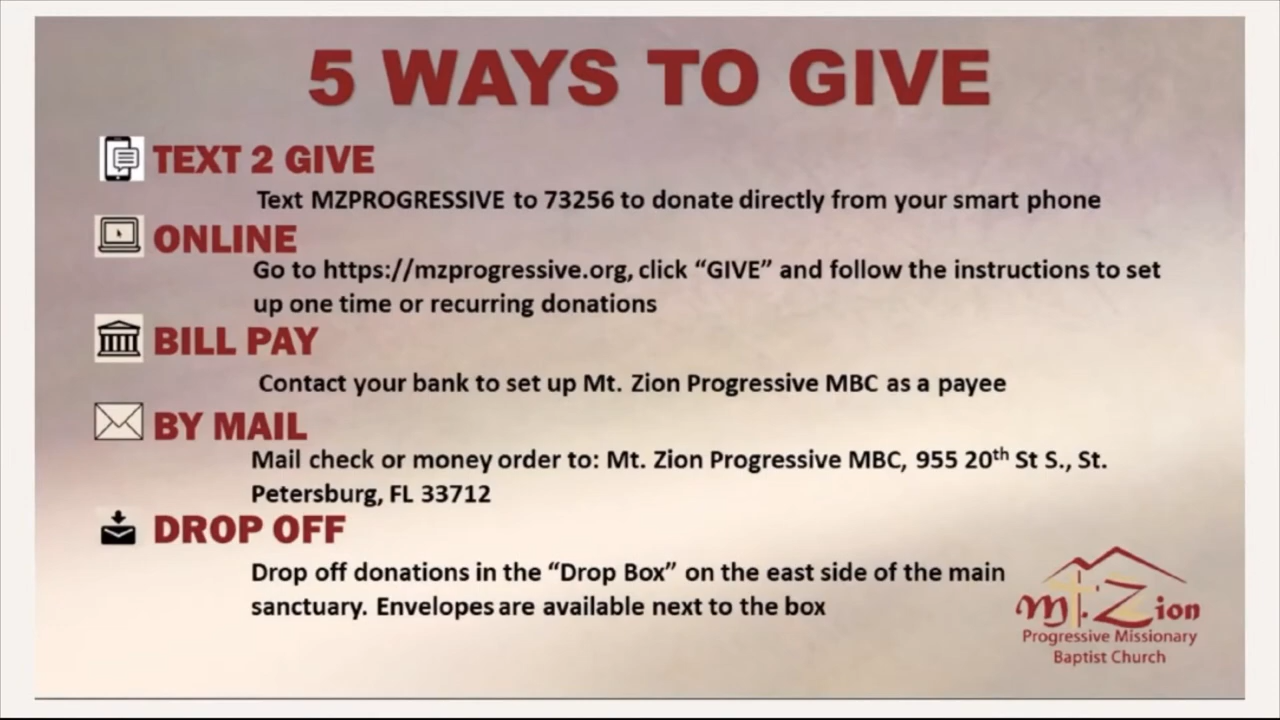 5 WAYS TO GIVE
TEXT 2 GIVE
Text MZPROGRESSIVE to 73256 to donate directly from your smart phone
ONLINE
Go to https://mzprogressive.org, click “GIVE” and follow the instructions to set
up one time or recurring donations
BILL PAY
Contact your bank to set up Mt. Zion Progressive MBC as a payee
BY MAIL
Mail check or money order to: Mt. Zion Progressive MBC, 955 20th St S., St.
Petersburg, FL 33712
DROP OFF
Drop off donations in the “Drop Box” on the east side of the main
sanctuary. Envelopes are available next to the box
Mt. Zion
Progressive Missionary
Baptist Church